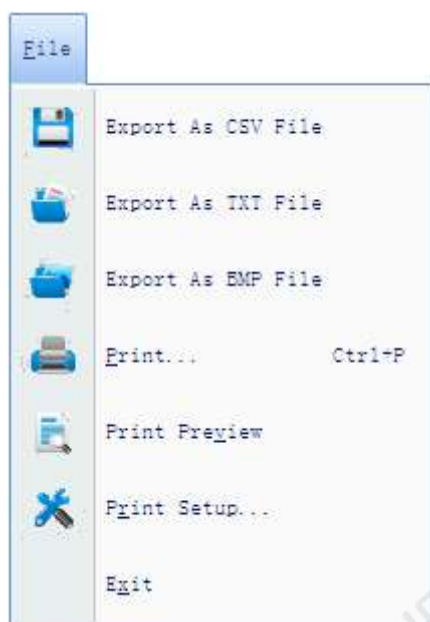 File
Export As CSV File
Export As TXT File
Export As BMP File
Print... Ctrl+P
Print Preview
Print Setup...
Exit